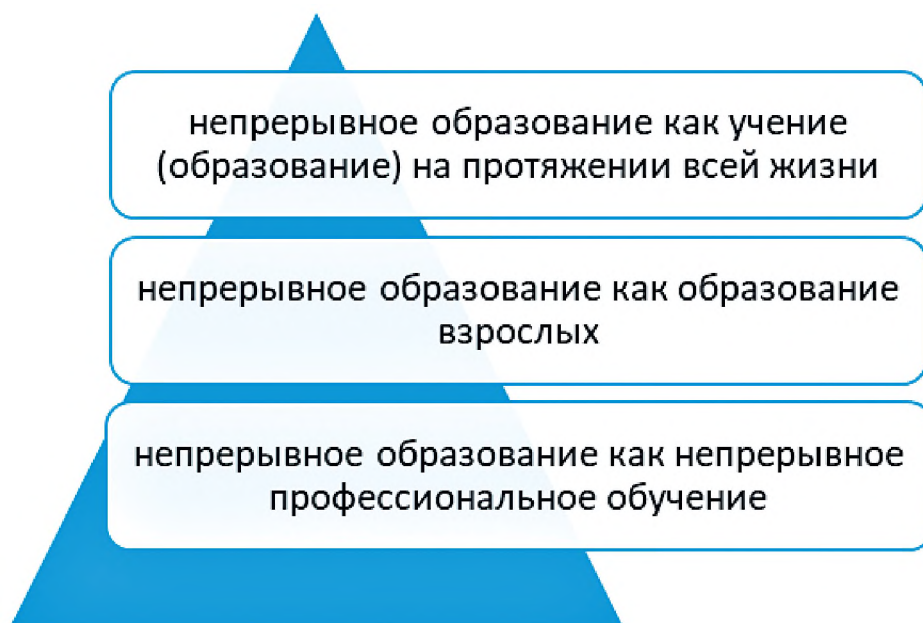 непрерывное образование как учение
(образование) на протяжении всей жизни
непрерывное образование как образование
взрослых
непрерывное образование как непрерывное
профессиональное обучение